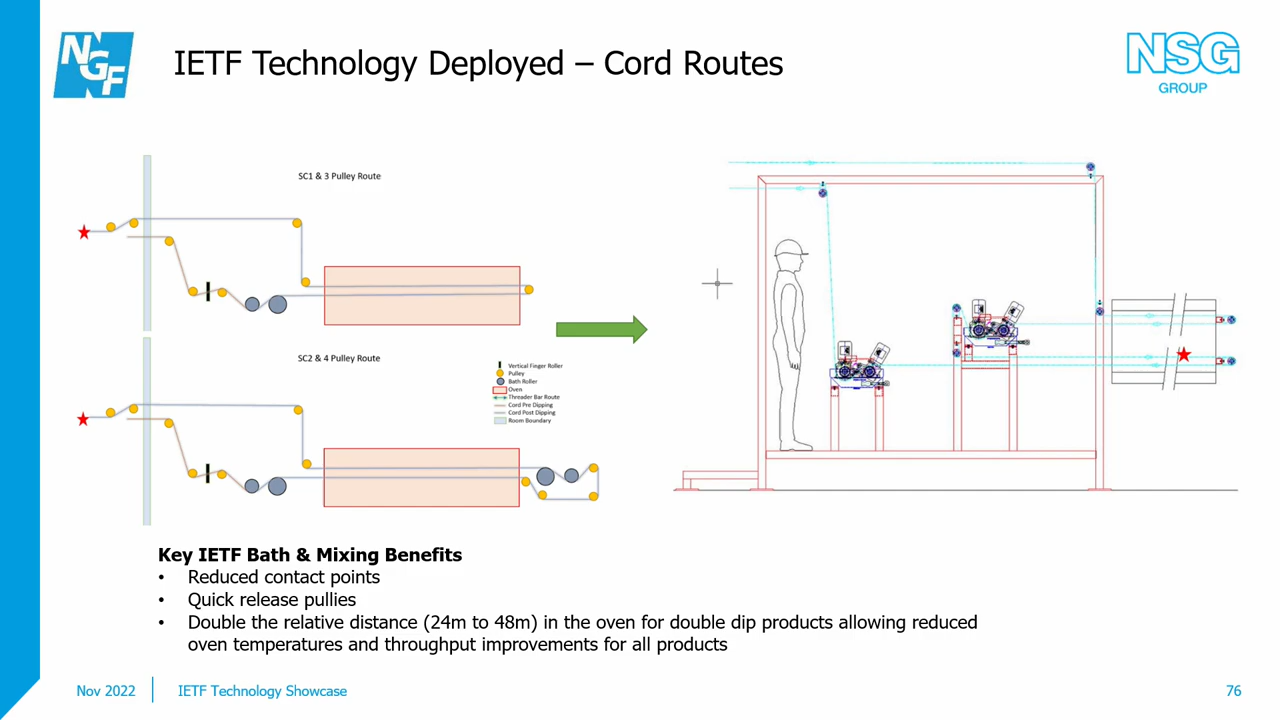 NGF
IETF Technology Deployed – Cord Routes
NSG
GROUP
SC1 & 3 Pulley Route
SC2 & 4 Pulley Route
Vertical Finger Roller
Pulley
Bath Roller
Oven
Threader Bar Route
Cord Pre Dipping
Cord Post Dipping
Room Boundary
Key IETF Bath & Mixing Benefits
• Reduced contact points
• Quick release pullies
• Double the relative distance (24m to 48m) in the oven for double dip products allowing reduced
oven temperatures and throughput improvements for all products
Nov 2022
IETF Technology Showcase
76